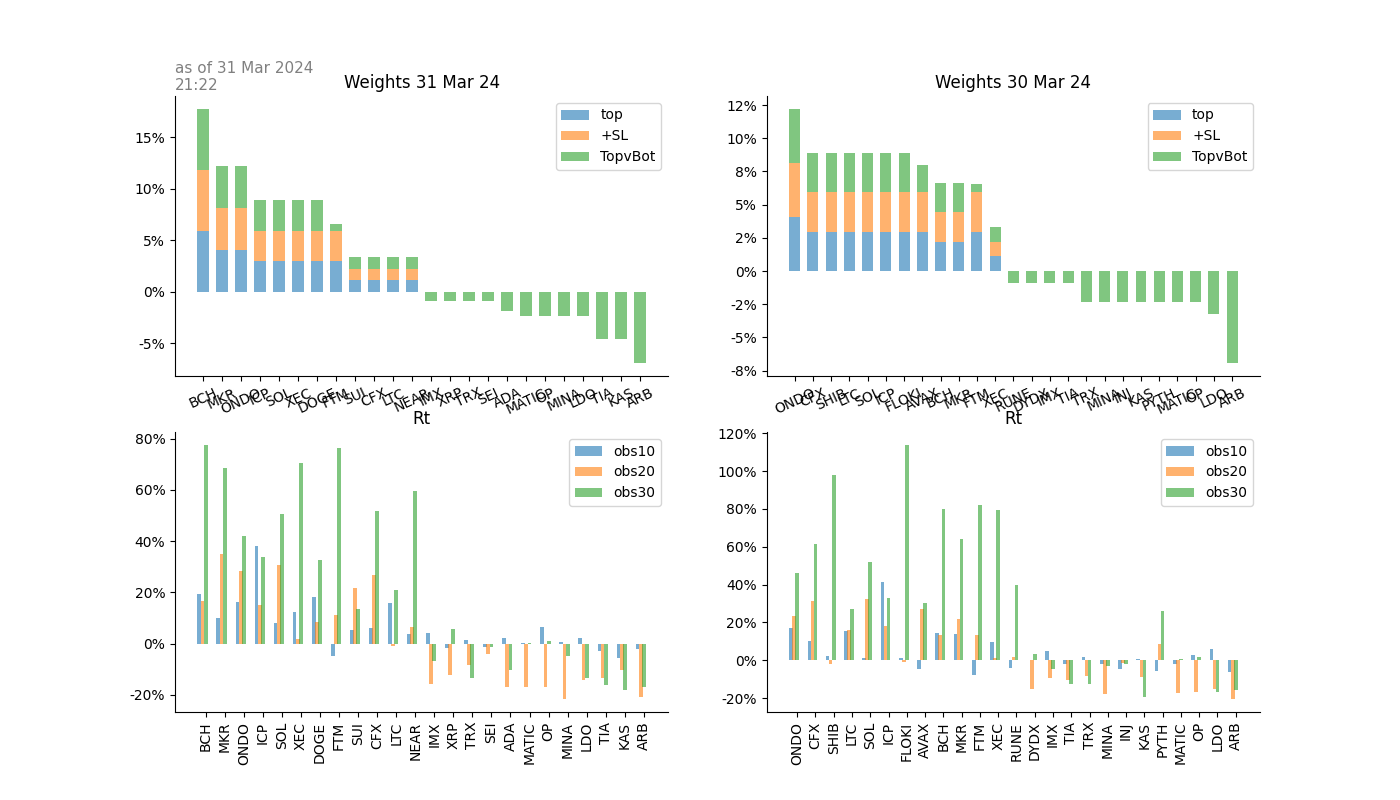 as of 31 Mar 2024
21:22
Weights 31 Mar 24
top
+SL
TopvBot
15%
10%
5%
0%
-5%
BCH MKR ONDO ICP SOL XEC DOGE FTM SUI CFX LTC NEAR IMX XRP TRX SEI ADA MATIC OP MINA LDO TIA KAS ARB
Weights 30 Mar 24
top
+SL
TopvBot
12%
10%
8%
5%
2%
0%
-2%
-5%
-8%
ONDO CFX SHIB LTC SOL ICP FLOKI AVAX BCH MKR FTM XEC RUNE DYDX IMX TIA TRX MINA INJ KAS PYTH MATIC OP LDO ARB
Rt
obs10
obs20
obs30
80%
60%
40%
20%
0%
-20%
BCH MKR ONDO ICP SOL XEC DOGE FTM SUI CFX LTC NEAR IMX XRP TRX SEI ADA MATIC OP MINA LDO TIA KAS ARB
Rt
obs10
obs20
obs30
120%
100%
80%
60%
40%
20%
0%
-20%
ONDO CFX SHIB LTC SOL ICP FLOKI AVAX BCH MKR FTM XEC RUNE DYDX IMX TIA TRX MINA INJ KAS PYTH MATIC OP LDO ARB